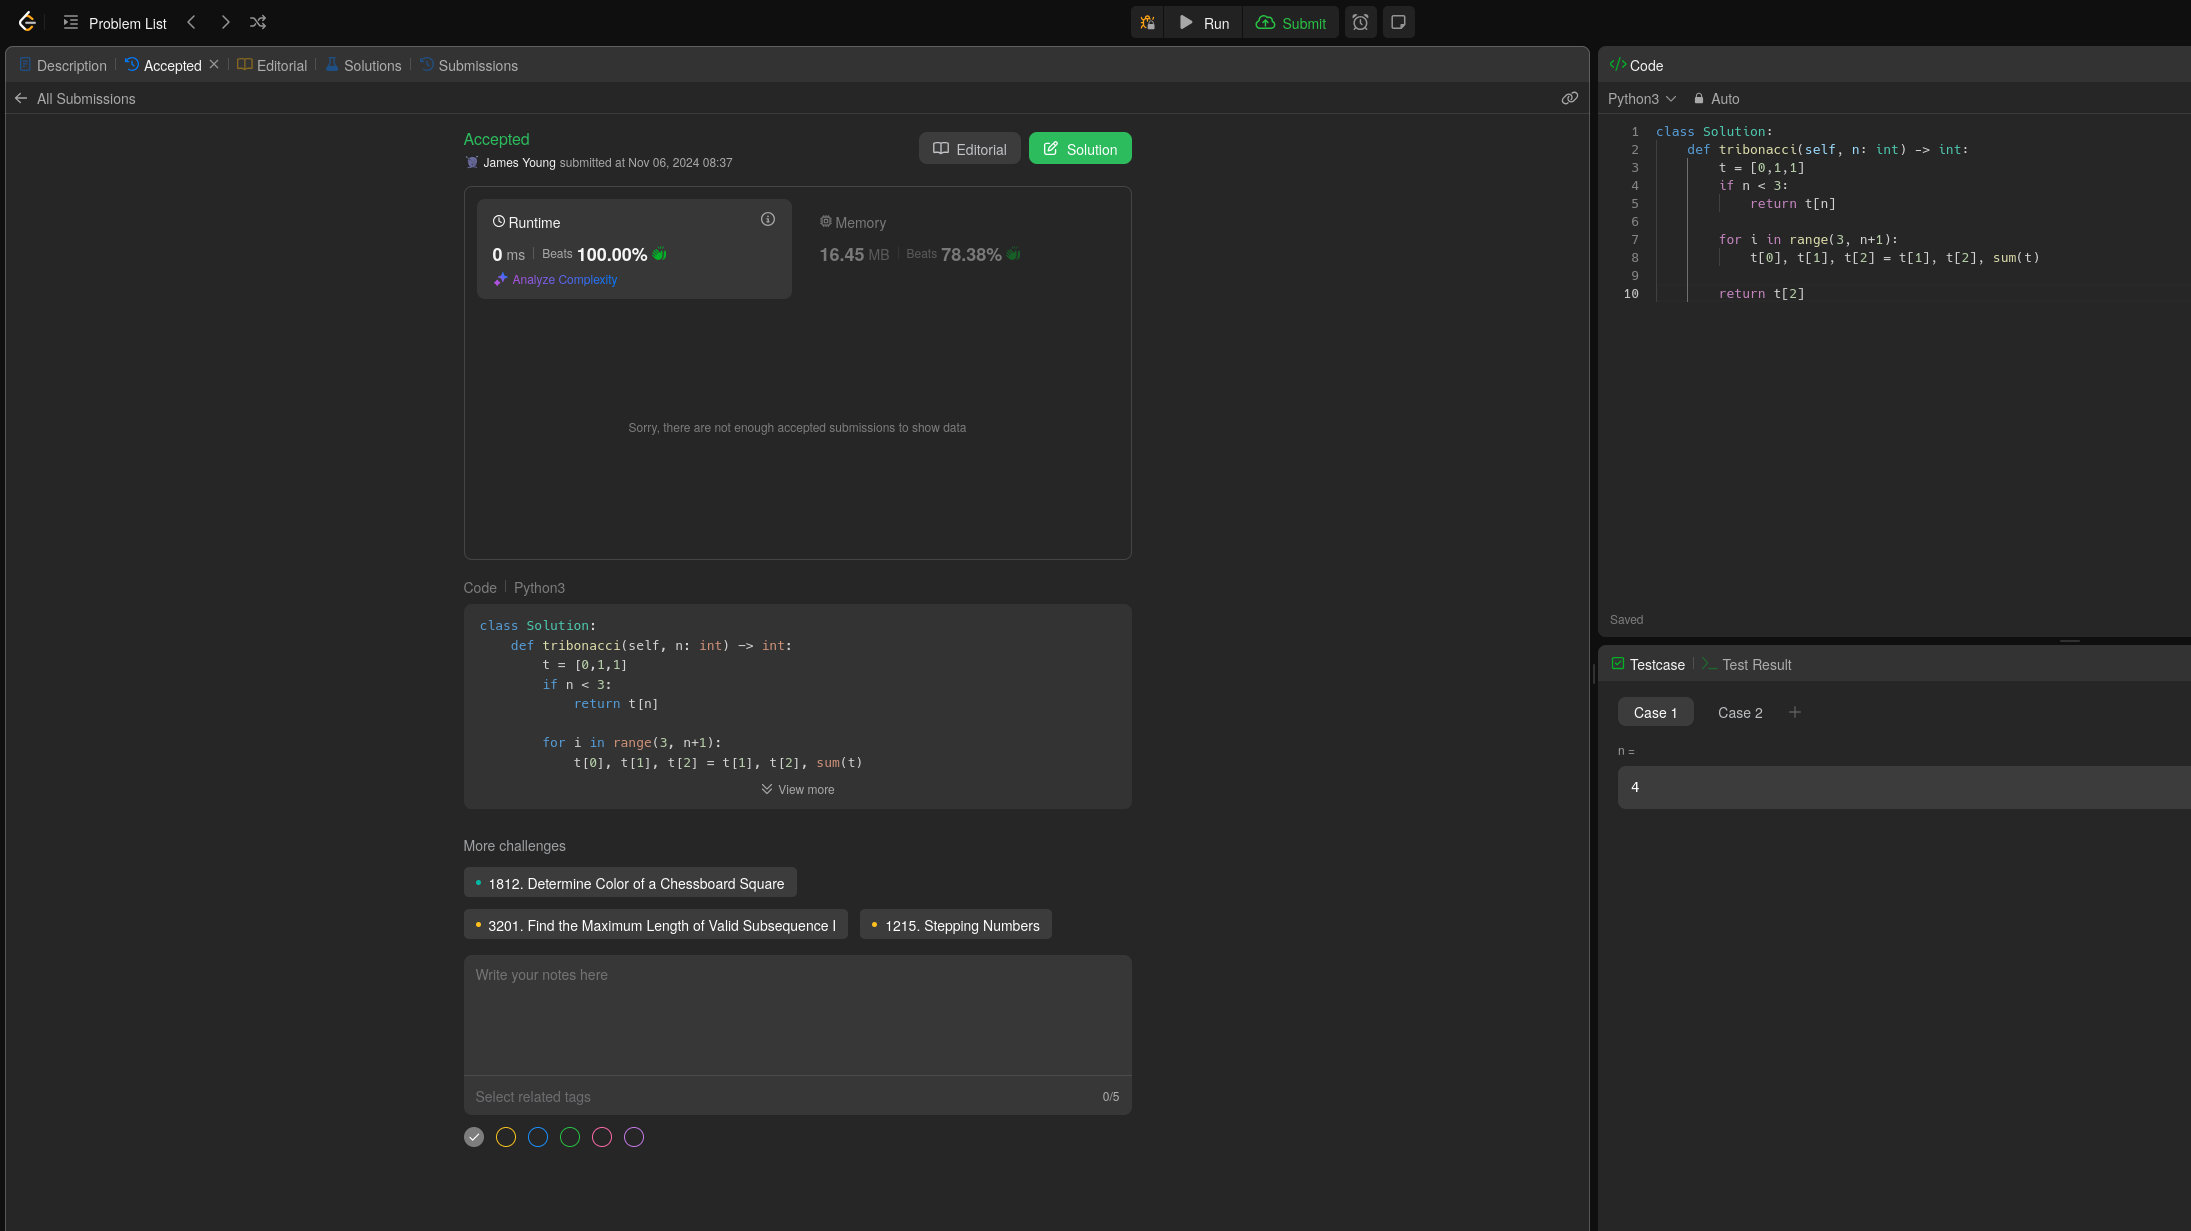 Problem List
Run
Submit
Description
Accepted
Editorial
Solutions
Submissions
All Submissions
Accepted
James Young submitted at Nov 06, 2024 08:37
Editorial
Solution
Runtime
0 ms
Beats 100.00%
Analyze Complexity
Memory
16.45 MB
Beats 78.38%
Sorry, there are not enough accepted submissions to show data
Code
Python3
class Solution:
    def tribonacci(self, n: int) -> int:
        t = [0,1,1]
        if n < 3:
            return t[n]

        for i in range(3, n+1):
            t[0], t[1], t[2] = t[1], t[2], sum(t)
View more
More challenges
1812. Determine Color of a Chessboard Square
3201. Find the Maximum Length of Valid Subsequence I
1215. Stepping Numbers
Write your notes here
Select related tags
0/5
Code
Python3
Auto
1 class Solution:
2     def tribonacci(self, n: int) -> int:
3         t = [0,1,1]
4         if n < 3:
5             return t[n]
6
7         for i in range(3, n+1):
8             t[0], t[1], t[2] = t[1], t[2], sum(t)
9
10         return t[2]
Saved
Testcase
Test Result
Case 1
Case 2
n =
4